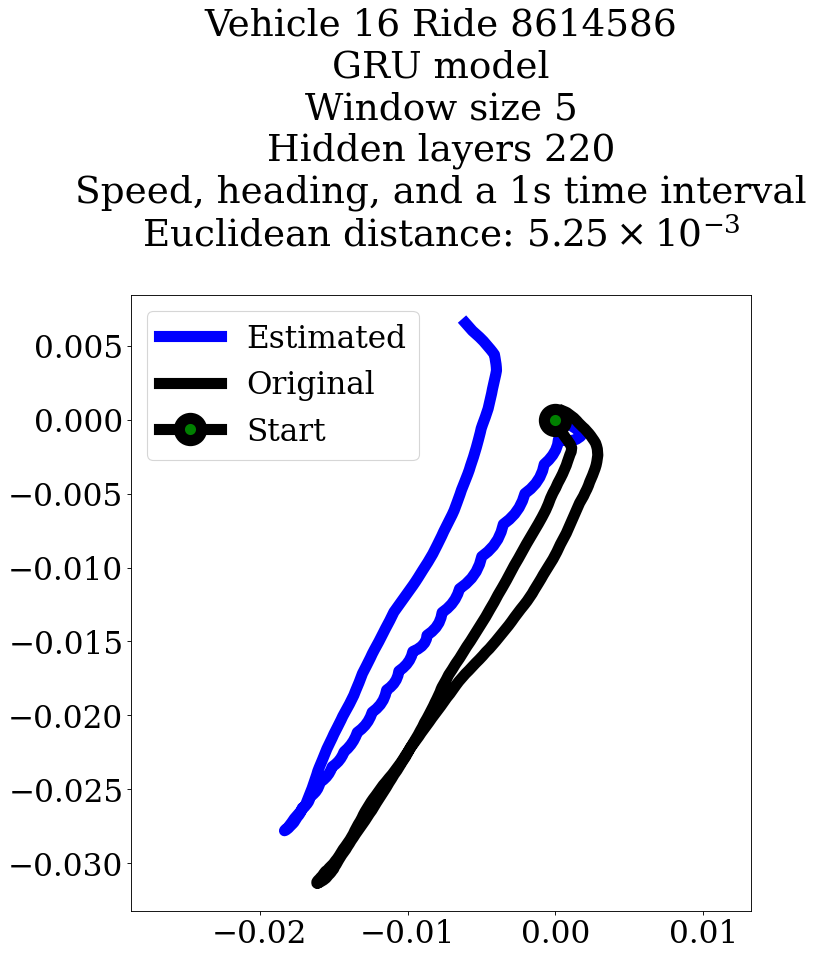 Vehicle 16 Ride 8614586
GRU model
Window size 5
Hidden layers 220
Speed, heading, and a 1s time interval
Euclidean distance: 5.25 × 10⁻³
Estimated
Original
Start
0.005
0.000
−0.005
−0.010
−0.015
−0.020
−0.025
−0.030
−0.02 −0.01 0.00 0.01